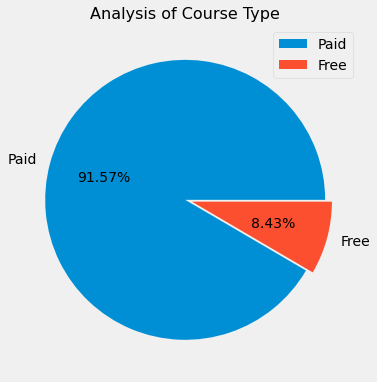 Analysis of Course Type
Paid
Free
Paid
91.57%
8.43%
Free